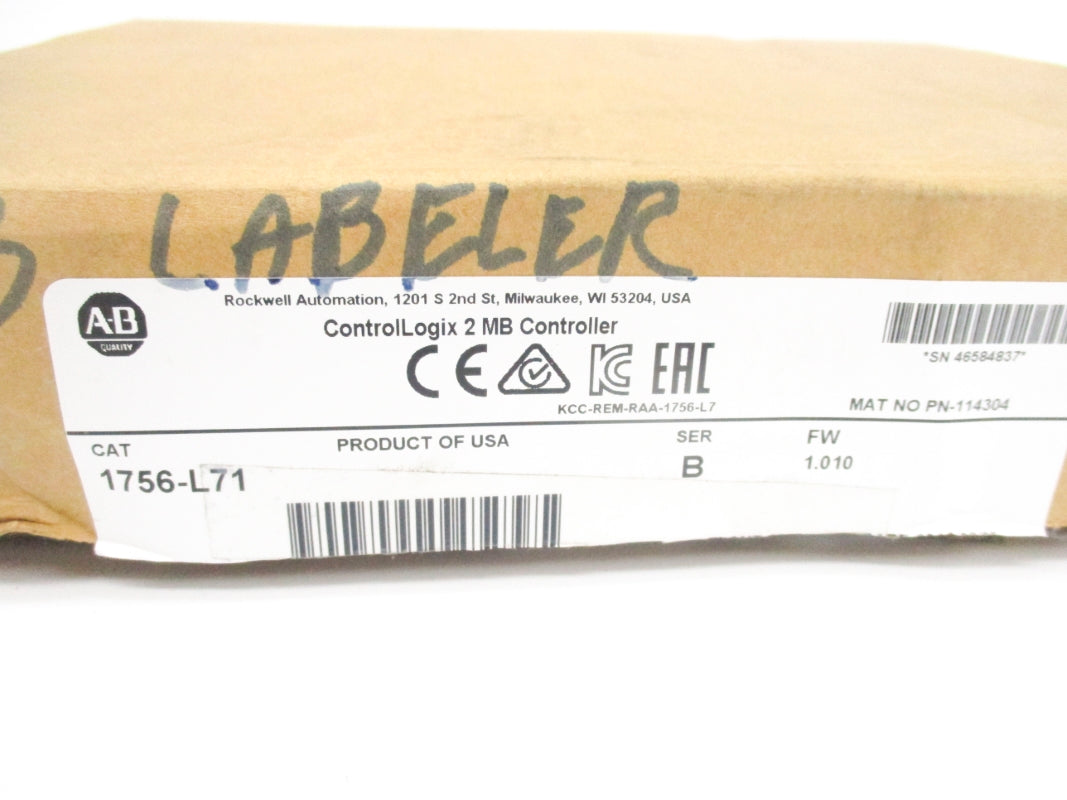 LABELER
A-B
QUALITY
Rockwell Automation, 1201 S 2nd St, Milwaukee, WI 53204, USA
ControlLogix 2 MB Controller
*SN 46584837*
CE KC EAC
KCC-REM-RAA-1756-L7
MAT NO PN-114304
CAT
PRODUCT OF USA
SER
FW
1756-L71
B
1.010